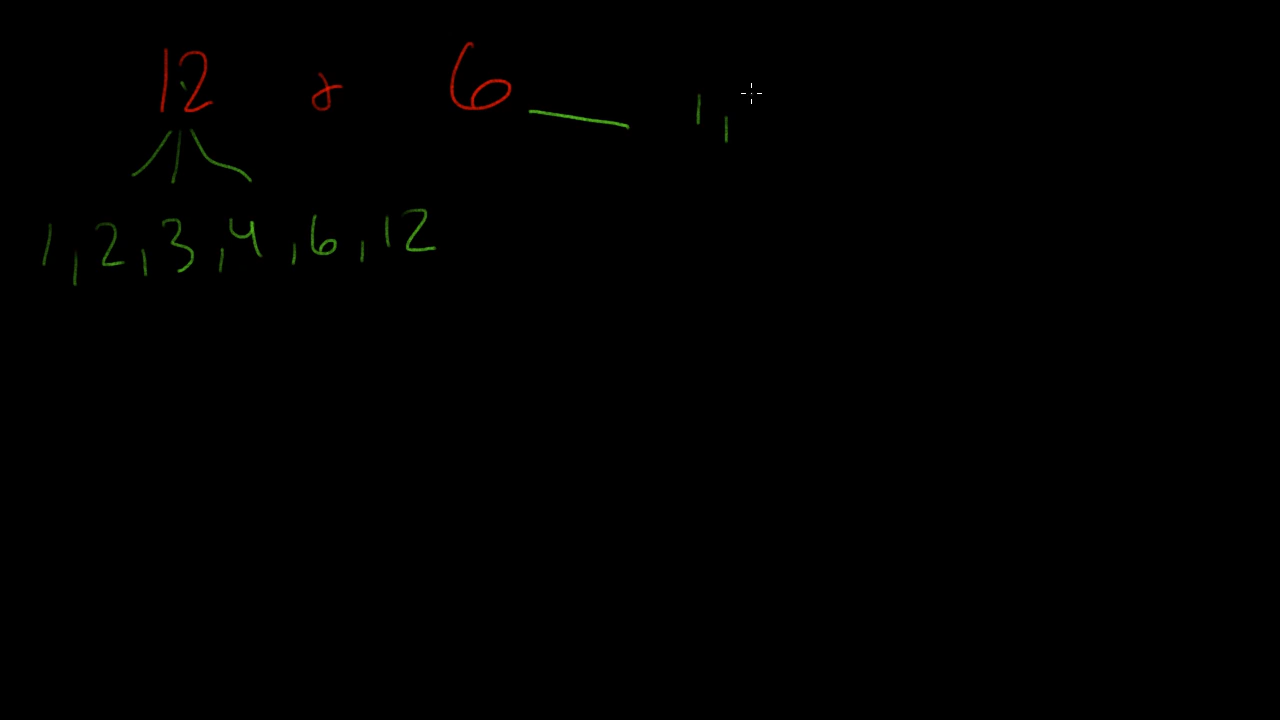 12 & 6 1,
1, 2, 3, 4, 6, 12